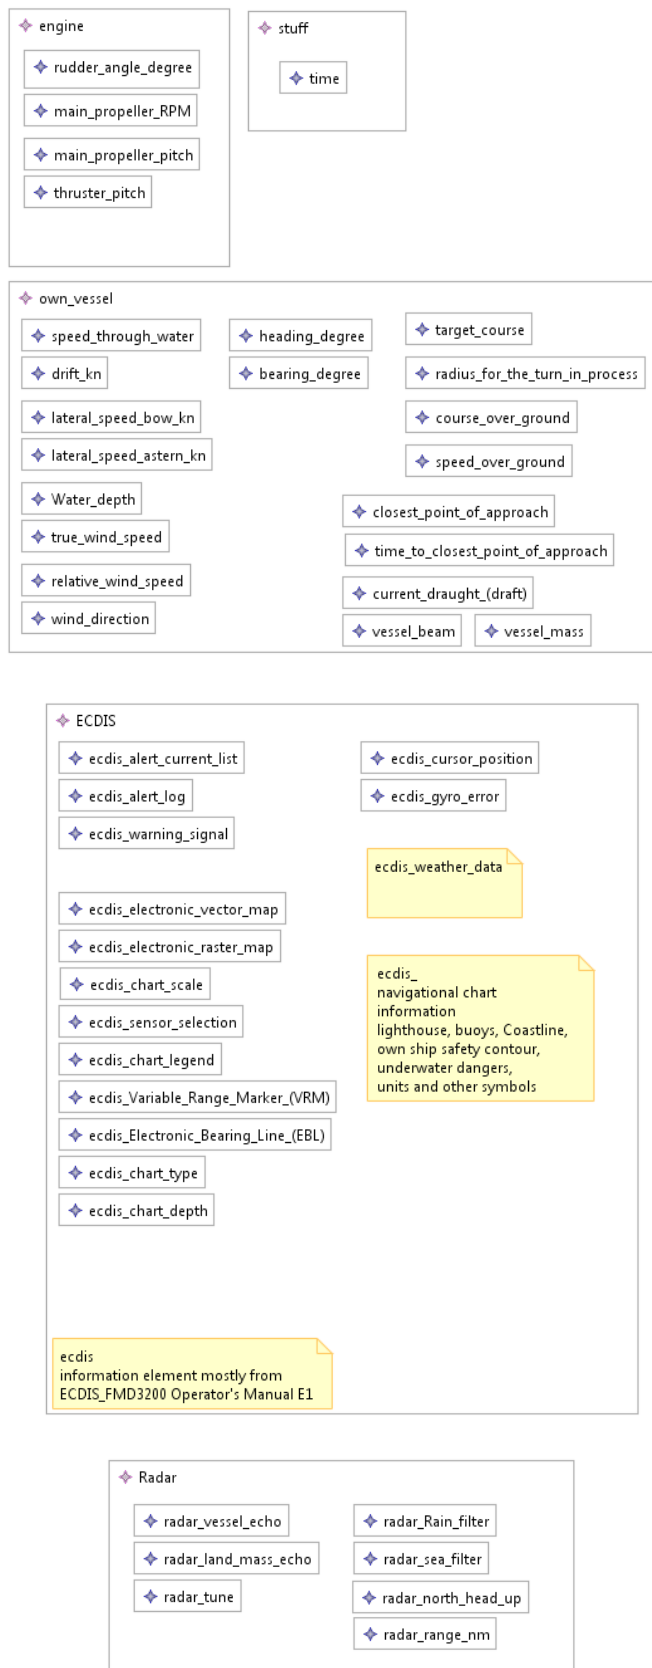 engine
rudder_angle_degree
main_propeller_RPM
main_propeller_pitch
thruster_pitch
stuff
time
own_vessel
speed_through_water
drift_kn
lateral_speed_bow_kn
lateral_speed_astern_kn
Water_depth
true_wind_speed
relative_wind_speed
wind_direction
heading_degree
bearing_degree
target_course
radius_for_the_turn_in_process
course_over_ground
speed_over_ground
closest_point_of_approach
time_to_closest_point_of_approach
current_draught_(draft)
vessel_beam
vessel_mass
ECDIS
ecdis_alert_current_list
ecdis_alert_log
ecdis_warning_signal
ecdis_electronic_vector_map
ecdis_electronic_raster_map
ecdis_chart_scale
ecdis_sensor_selection
ecdis_chart_legend
ecdis_Variable_Range_Marker_(VRM)
ecdis_Electronic_Bearing_Line_(EBL)
ecdis_chart_type
ecdis_chart_depth
ecdis_cursor_position
ecdis_gyro_error
ecdis_weather_data
ecdis_
navigational chart
information
lighthouse, buoys, Coastline,
own ship safety contour,
underwater dangers,
units and other symbols
ecdis
information element mostly from
ECDIS_FMD3200 Operator's Manual E1
Radar
radar_vessel_echo
radar_land_mass_echo
radar_tune
radar_Rain_filter
radar_sea_filter
radar_north_head_up
radar_range_nm